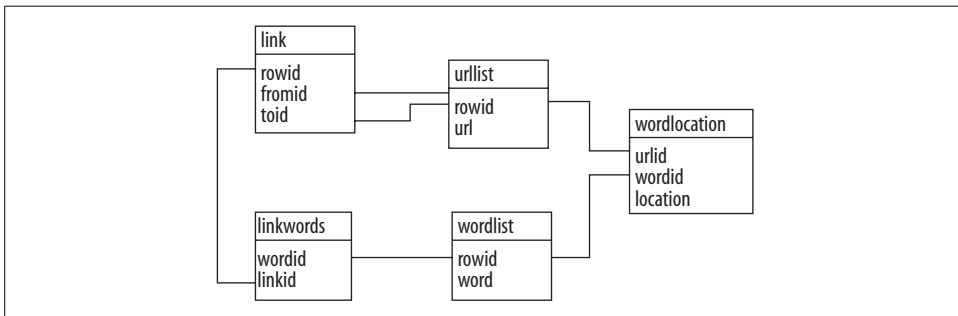 link
rowid
fromid
toid
urllist
rowid
url
wordlocation
urlid
wordid
location
linkwords
wordid
linkid
wordlist
rowid
word